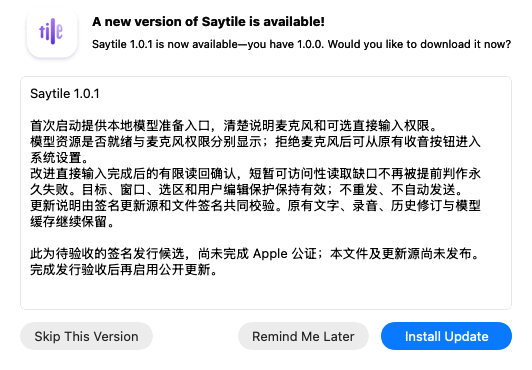 tile
A new version of Saytile is available!
Saytile 1.0.1 is now available—you have 1.0.0. Would you like to download it now?
Saytile 1.0.1
首次启动提供本地模型准备入口，清楚说明麦克风和可选直接输入权限。
模型资源是否就绪与麦克风权限分别显示；拒绝麦克风后可从原有收音按钮进入
系统设置。
改进直接输入完成后的有限读回确认，短暂可访问性读取缺口不再被提前判作永
久失败。目标、窗口、选区和用户编辑保护保持有效；不重发、不自动发送。
更新说明由签名更新源和文件签名共同校验。原有文字、录音、历史修订与模型
缓存继续保留。
此为待验收的签名发行候选，尚未完成 Apple 公证；本文件及更新源尚未发布。
完成发行验收后再启用公开更新。
Skip This Version
Remind Me Later
Install Update